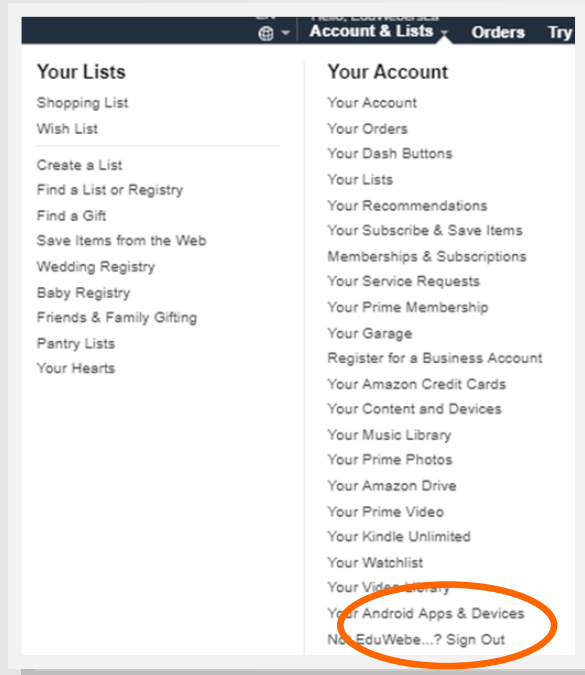 EN
Hello, EduWebersCa
Account & Lists
Orders
Try
Your Lists
Shopping List
Wish List
Create a List
Find a List or Registry
Find a Gift
Save Items from the Web
Wedding Registry
Baby Registry
Friends & Family Gifting
Pantry Lists
Your Hearts
Your Account
Your Account
Your Orders
Your Dash Buttons
Your Lists
Your Recommendations
Your Subscribe & Save Items
Memberships & Subscriptions
Your Service Requests
Your Prime Membership
Your Garage
Register for a Business Account
Your Amazon Credit Cards
Your Content and Devices
Your Music Library
Your Prime Photos
Your Amazon Drive
Your Prime Video
Your Kindle Unlimited
Your Watchlist
Your Video Library
Your Android Apps & Devices
Not EduWebe...? Sign Out